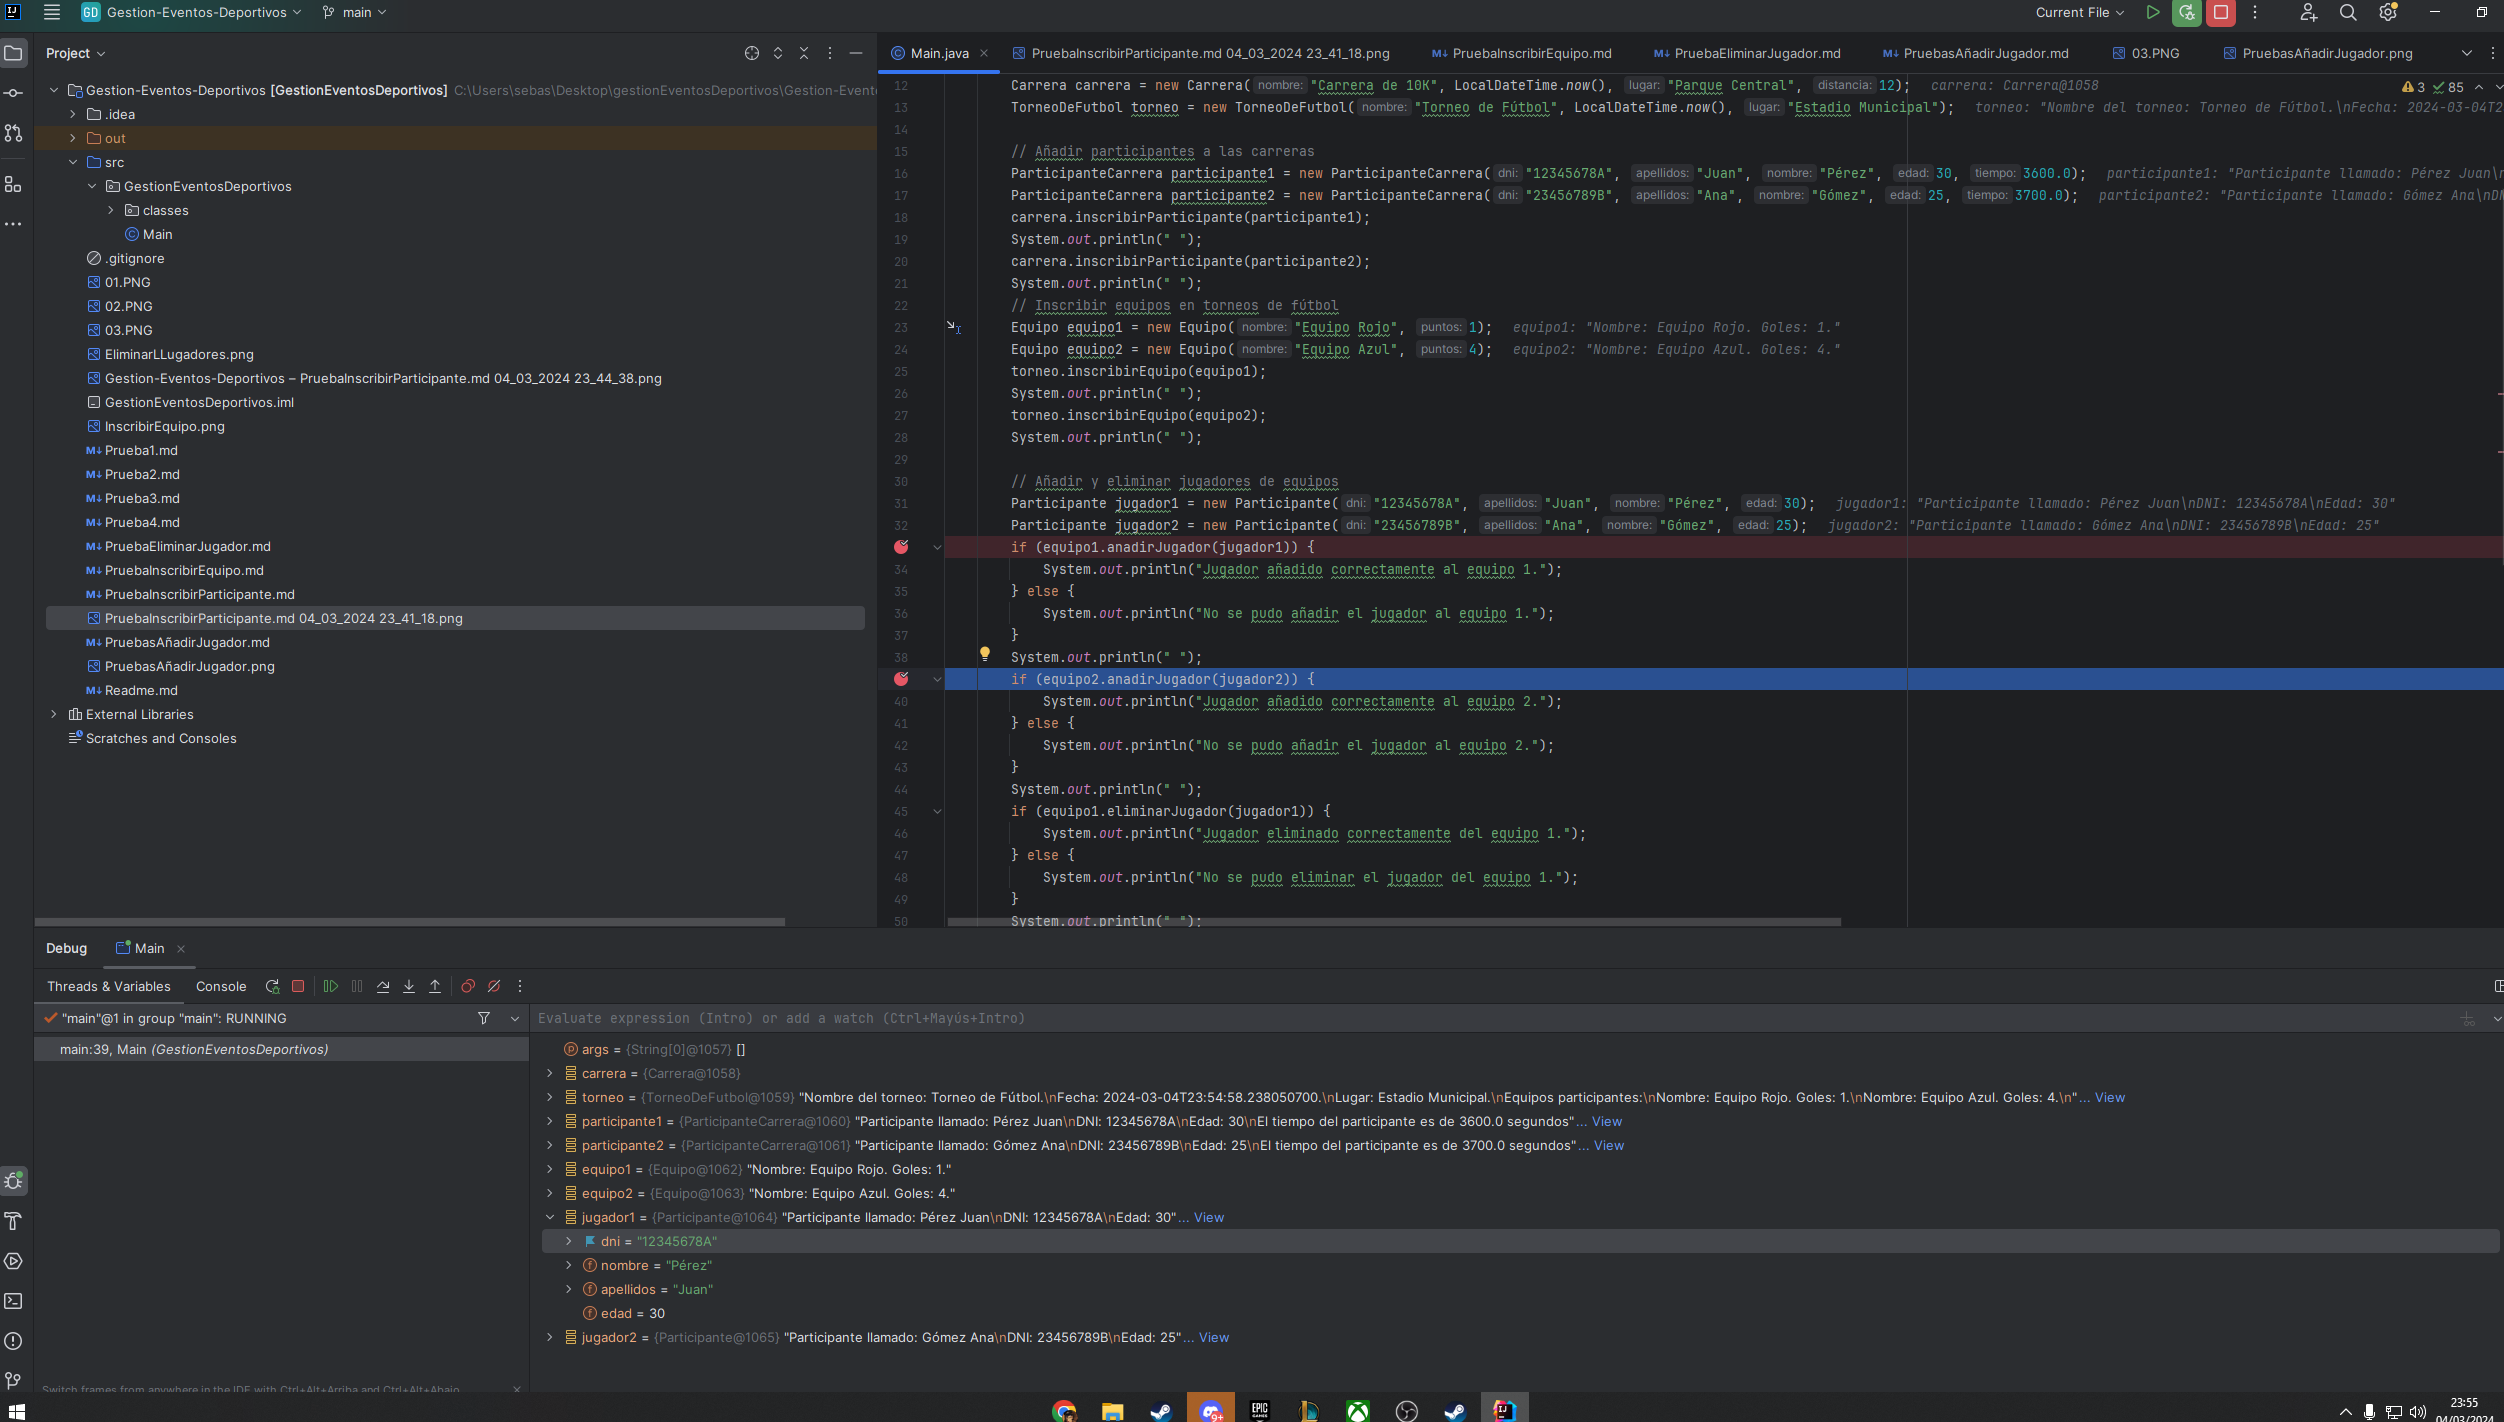 GD Gestion-Eventos-Deportivos main Current File
Project
Main.java PruebaInscribirParticipante.md 04_03_2024 23_41_18.png PruebaInscribirEquipo.md PruebaEliminarJugador.md PruebasAñadirJugador.md 03.PNG PruebasAñadirJugador.png
Gestion-Eventos-Deportivos [GestionEventosDeportivos] C:\Users\sebas\Desktop\gestionEventosDeportivos\Gestion-Evento
.idea
out
src
GestionEventosDeportivos
classes
Main
.gitignore
01.PNG
02.PNG
03.PNG
EliminarLLugadores.png
Gestion-Eventos-Deportivos – PruebaInscribirParticipante.md 04_03_2024 23_44_38.png
GestionEventosDeportivos.iml
InscribirEquipo.png
Prueba1.md
Prueba2.md
Prueba3.md
Prueba4.md
PruebaEliminarJugador.md
PruebaInscribirEquipo.md
PruebaInscribirParticipante.md
PruebaInscribirParticipante.md 04_03_2024 23_41_18.png
PruebasAñadirJugador.md
PruebasAñadirJugador.png
Readme.md
External Libraries
Scratches and Consoles
3 85
12 Carrera carrera = new Carrera( nombre: "Carrera de 10K", LocalDateTime.now(), lugar: "Parque Central", distancia: 12); carrera: Carrera@1058
13 TorneoDeFutbol torneo = new TorneoDeFutbol( nombre: "Torneo de Fútbol", LocalDateTime.now(), lugar: "Estadio Municipal"); torneo: "Nombre del torneo: Torneo de Fútbol.\nFecha: 2024-03-04T2
14
15 // Añadir participantes a las carreras
16 ParticipanteCarrera participante1 = new ParticipanteCarrera( dni: "12345678A", apellidos: "Juan", nombre: "Pérez", edad: 30, tiempo: 3600.0); participante1: "Participante llamado: Pérez Juan\n
17 ParticipanteCarrera participante2 = new ParticipanteCarrera( dni: "23456789B", apellidos: "Ana", nombre: "Gómez", edad: 25, tiempo: 3700.0); participante2: "Participante llamado: Gómez Ana\nDN
18 carrera.inscribirParticipante(participante1);
19 System.out.println(" ");
20 carrera.inscribirParticipante(participante2);
21 System.out.println(" ");
22 // Inscribir equipos en torneos de fútbol
23 Equipo equipo1 = new Equipo( nombre: "Equipo Rojo", puntos: 1); equipo1: "Nombre: Equipo Rojo. Goles: 1."
24 Equipo equipo2 = new Equipo( nombre: "Equipo Azul", puntos: 4); equipo2: "Nombre: Equipo Azul. Goles: 4."
25 torneo.inscribirEquipo(equipo1);
26 System.out.println(" ");
27 torneo.inscribirEquipo(equipo2);
28 System.out.println(" ");
29
30 // Añadir y eliminar jugadores de equipos
31 Participante jugador1 = new Participante( dni: "12345678A", apellidos: "Juan", nombre: "Pérez", edad: 30); jugador1: "Participante llamado: Pérez Juan\nDNI: 12345678A\nEdad: 30"
32 Participante jugador2 = new Participante( dni: "23456789B", apellidos: "Ana", nombre: "Gómez", edad: 25); jugador2: "Participante llamado: Gómez Ana\nDNI: 23456789B\nEdad: 25"
if (equipo1.anadirJugador(jugador1)) {
34 System.out.println("Jugador añadido correctamente al equipo 1.");
35 } else {
36 System.out.println("No se pudo añadir el jugador al equipo 1.");
37 }
38 System.out.println(" ");
if (equipo2.anadirJugador(jugador2)) {
40 System.out.println("Jugador añadido correctamente al equipo 2.");
41 } else {
42 System.out.println("No se pudo añadir el jugador al equipo 2.");
43 }
44 System.out.println(" ");
45 if (equipo1.eliminarJugador(jugador1)) {
46 System.out.println("Jugador eliminado correctamente del equipo 1.");
47 } else {
48 System.out.println("No se pudo eliminar el jugador del equipo 1.");
49 }
50 System.out.println(" ");
Debug Main
Threads & Variables Console
"main"@1 in group "main": RUNNING
main:39, Main (GestionEventosDeportivos)
Evaluate expression (Intro) or add a watch (Ctrl+Mayús+Intro)
args = {String[0]@1057} []
carrera = {Carrera@1058}
torneo = {TorneoDeFutbol@1059} "Nombre del torneo: Torneo de Fútbol.\nFecha: 2024-03-04T23:54:58.238050700.\nLugar: Estadio Municipal.\nEquipos participantes:\nNombre: Equipo Rojo. Goles: 1.\nNombre: Equipo Azul. Goles: 4.\n"... View
participante1 = {ParticipanteCarrera@1060} "Participante llamado: Pérez Juan\nDNI: 12345678A\nEdad: 30\nEl tiempo del participante es de 3600.0 segundos"... View
participante2 = {ParticipanteCarrera@1061} "Participante llamado: Gómez Ana\nDNI: 23456789B\nEdad: 25\nEl tiempo del participante es de 3700.0 segundos"... View
equipo1 = {Equipo@1062} "Nombre: Equipo Rojo. Goles: 1."
equipo2 = {Equipo@1063} "Nombre: Equipo Azul. Goles: 4."
jugador1 = {Participante@1064} "Participante llamado: Pérez Juan\nDNI: 12345678A\nEdad: 30"... View
dni = "12345678A"
nombre = "Pérez"
apellidos = "Juan"
edad = 30
jugador2 = {Participante@1065} "Participante llamado: Gómez Ana\nDNI: 23456789B\nEdad: 25"... View
Switch frames from anywhere in the IDE with Ctrl+Alt+Arriba and Ctrl+Alt+Abajo
9+
EPIC GAMES
23:55
04/03/2024